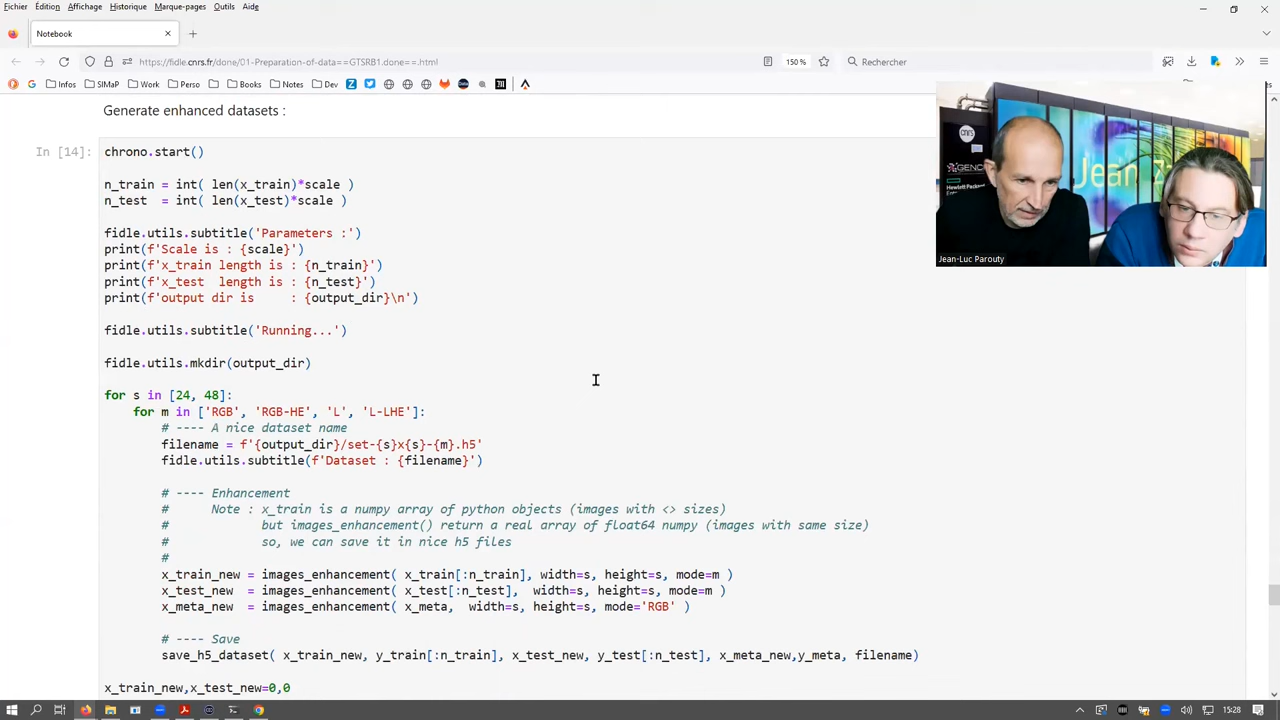 Fichier Édition Affichage Historique Marque-pages Outils Aide
Notebook
https://fidle.cnrs.fr/done/01-Preparation-of-data==GTSRB1.done==.html
150 %
Rechercher
Infos SIMaP Work Perso Books Notes Dev
Generate enhanced datasets :
In [14]:
chrono.start()
n_train = int( len(x_train)*scale )
n_test  = int( len(x_test)*scale )
fidle.utils.subtitle('Parameters :')
print(f'Scale is : {scale}')
print(f'x_train length is : {n_train}')
print(f'x_test  length is : {n_test}')
print(f'output dir is     : {output_dir}\n')
fidle.utils.subtitle('Running...')
fidle.utils.mkdir(output_dir)
for s in [24, 48]:
    for m in ['RGB', 'RGB-HE', 'L', 'L-LHE']:
        # ---- A nice dataset name
        filename = f'{output_dir}/set-{s}x{s}-{m}.h5'
        fidle.utils.subtitle(f'Dataset : {filename}')
        # ---- Enhancement
        #      Note : x_train is a numpy array of python objects (images with <> sizes)
        #             but images_enhancement() return a real array of float64 numpy (images with same size)
        #             so, we can save it in nice h5 files
        #
        x_train_new = images_enhancement( x_train[:n_train], width=s, height=s, mode=m )
        x_test_new  = images_enhancement( x_test[:n_test],  width=s, height=s, mode=m )
        x_meta_new  = images_enhancement( x_meta,  width=s, height=s, mode='RGB' )
        # ---- Save
        save_h5_dataset( x_train_new, y_train[:n_train], x_test_new, y_test[:n_test], x_meta_new,y_meta, filename)
x_train_new,x_test_new=0,0
cnrs
GENCI
Hewlett Packard
Jean Z
Jean-Luc Parouty
15:28